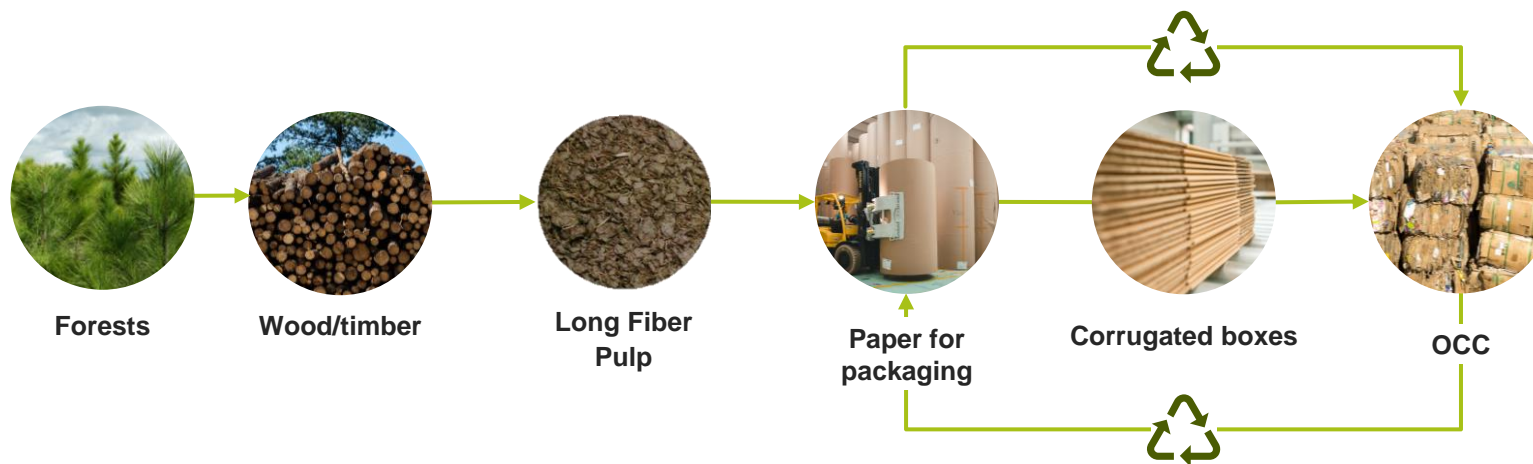 Forests
Wood/timber
Long Fiber
Pulp
Paper for
packaging
Corrugated boxes
OCC